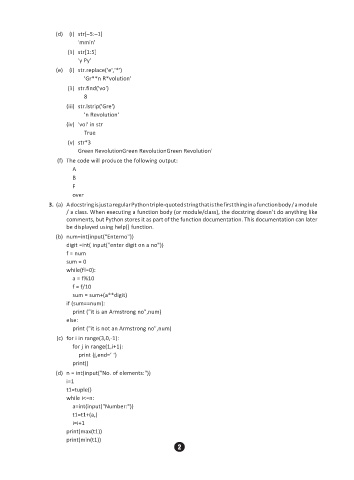 (d) (i) str[–5:–1]
'mmin'
(ii) str[1:5]
'y Py'
(e) (i) str.replace('e','*')
'Gr**n R*volution'
(ii) str.find('vo')
8
(iii) str.lstrip('Gre')
'n Revolution'
(iv) 'vo' in str
True
(v) str*3
Green RevolutionGreen RevolutionGreen Revolution'
(f) The code will produce the following output:
A
B
F
over
3. (a) A docstring is just a regular Python triple-quoted string that is the first thing in a function body / a module
/ a class. When executing a function body (or module/class), the docstring doesn't do anything like
comments, but Python stores it as part of the function documentation. This documentation can later
be displayed using help() function.
(b) num=int(input("Enterno"))
digit =int( input("enter digit on a no"))
f = num
sum = 0
while(f!=0):
a = f%10
f = f/10
sum = sum+(a**digit)
if (sum==num):
print ("it is an Armstrong no",num)
else:
print ("it is not an Armstrong no",num)
(c) for i in range(3,0,-1):
for j in range(1,i+1):
print (j,end=' ')
print()
(d) n = int(input("No. of elements:"))
i=1
t1=tuple()
while i<=n:
a=int(input("Number:"))
t1=t1+(a,)
i=i+1
print(max(t1))
print(min(t1))
2